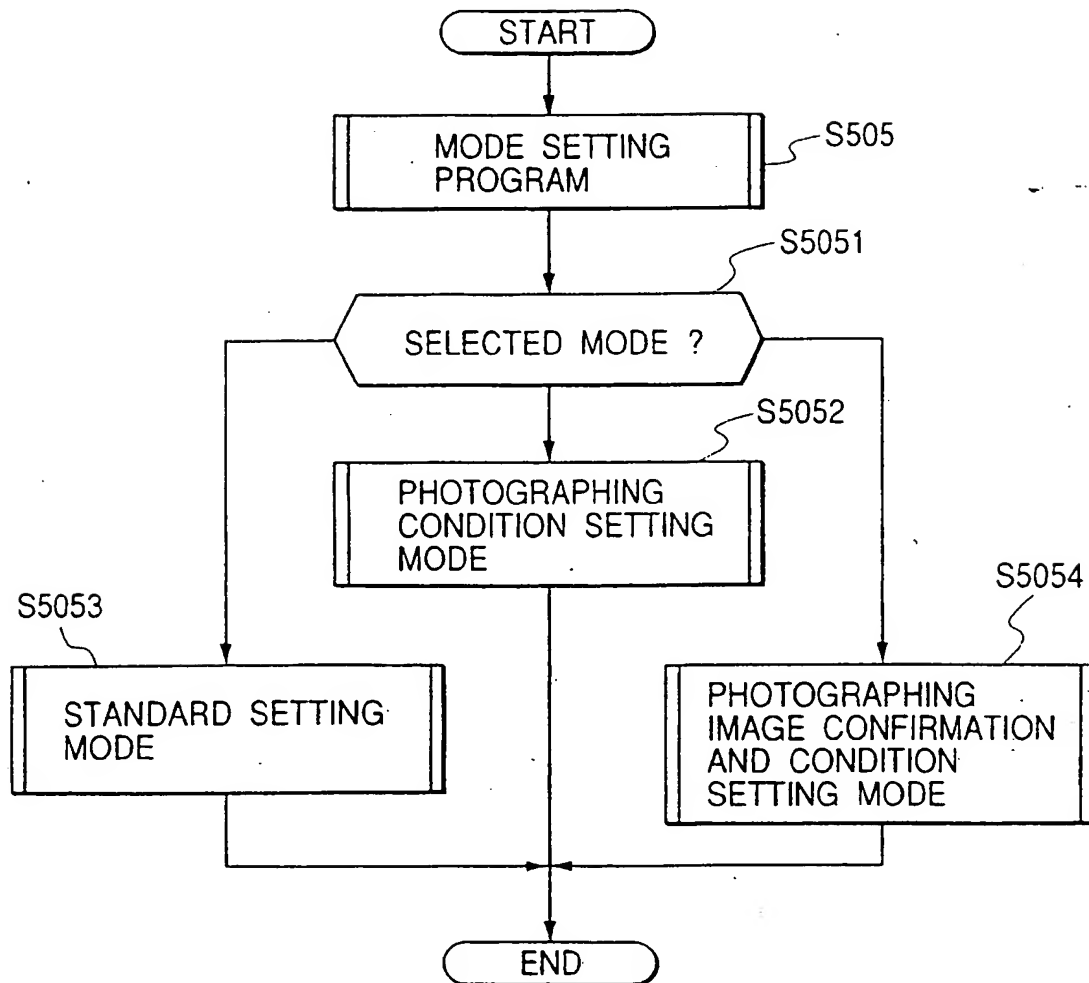 START
MODE SETTING
PROGRAM
S505
S5051
SELECTED MODE ?
S5052
PHOTOGRAPHING
CONDITION SETTING
MODE
S5053
STANDARD SETTING
MODE
S5054
PHOTOGRAPHING
IMAGE CONFIRMATION
AND CONDITION
SETTING MODE
END